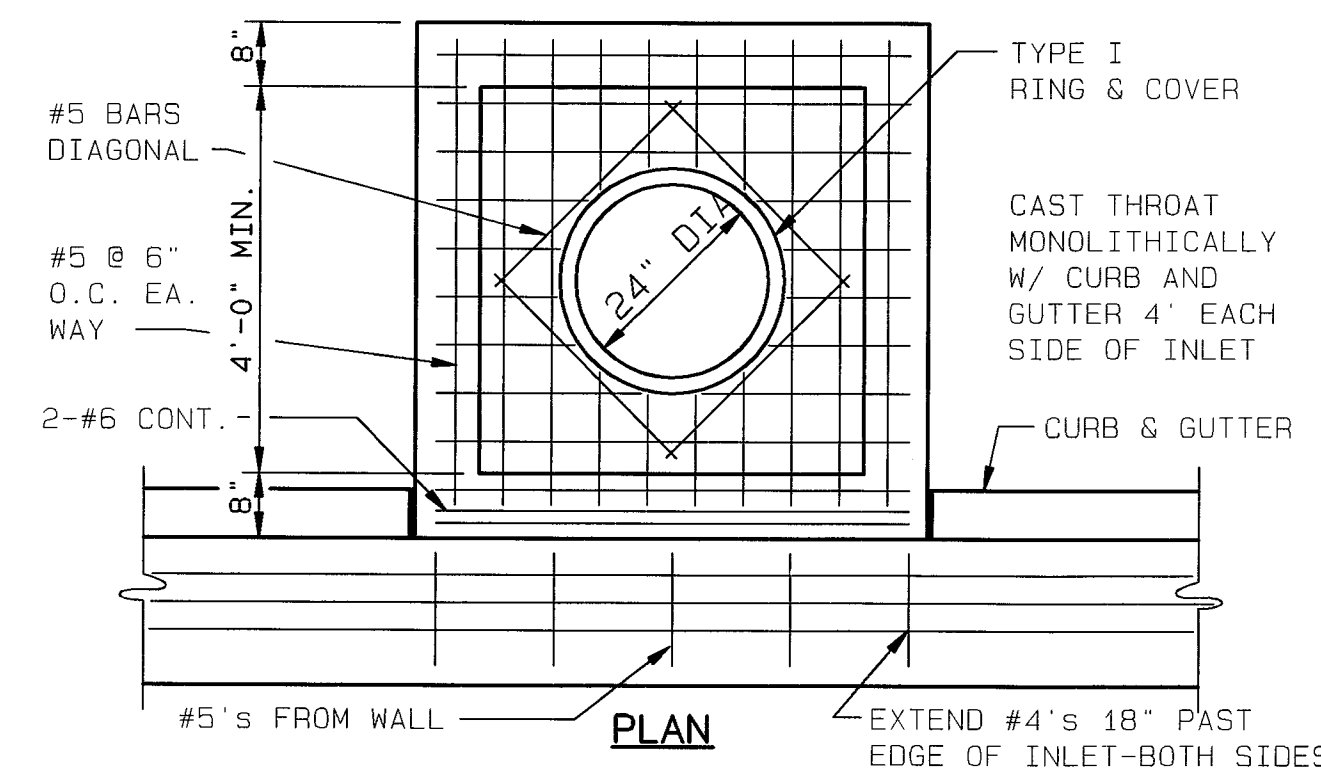 8"
#5 BARS
DIAGONAL
4'-0" MIN.
#5 @ 6"
O.C. EA.
WAY
2-#6 CONT.
8"
24" DIA
TYPE I
RING & COVER
CAST THROAT
MONOLITHICALLY
W/ CURB AND
GUTTER 4' EACH
SIDE OF INLET
CURB & GUTTER
#5's FROM WALL
PLAN
EXTEND #4's 18" PAST
EDGE OF INLET-BOTH SIDES